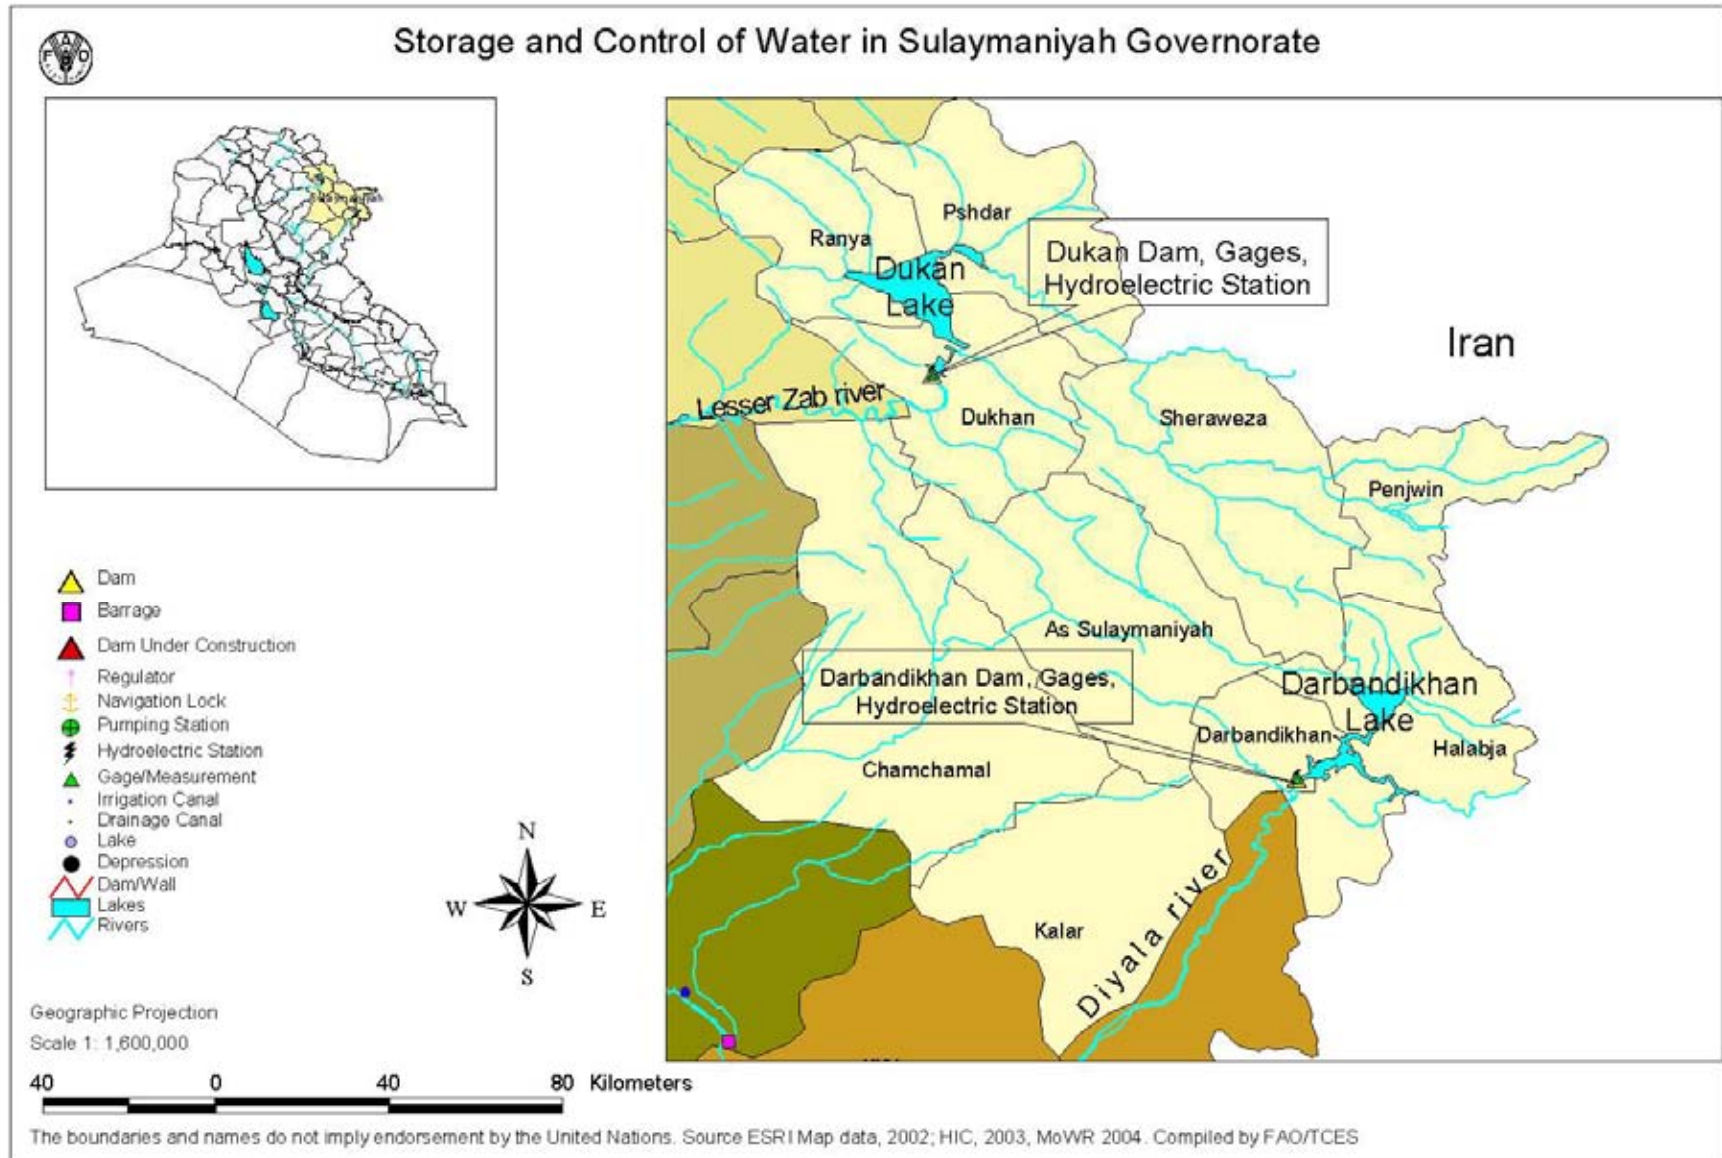 Storage and Control of Water in Sulaymaniyah Governorate
F A O
Pshdar
Ranya
Dukan
Lake
Dukan Dam, Gages,
Hydroelectric Station
Iran
Lesser Zab river
Dukhan
Sheraweza
Penjwin
As Sulaymaniyah
Darbandikhan Dam, Gages,
Hydroelectric Station
Darbandikhan
Lake
Darbandikhan
Halabja
Chamchamal
Kalar
Diyala river
Dam
Barrage
Dam Under Construction
Regulator
Navigation Lock
Pumping Station
Hydroelectric Station
Gage/Measurement
Irrigation Canal
Drainage Canal
Lake
Depression
Dam/Wall
Lakes
Rivers
N
W E
S
Geographic Projection
Scale 1: 1,600,000
40 0 40 80 Kilometers
The boundaries and names do not imply endorsement by the United Nations. Source ESRI Map data, 2002; HIC, 2003, MoWR 2004. Compiled by FAO/TCES